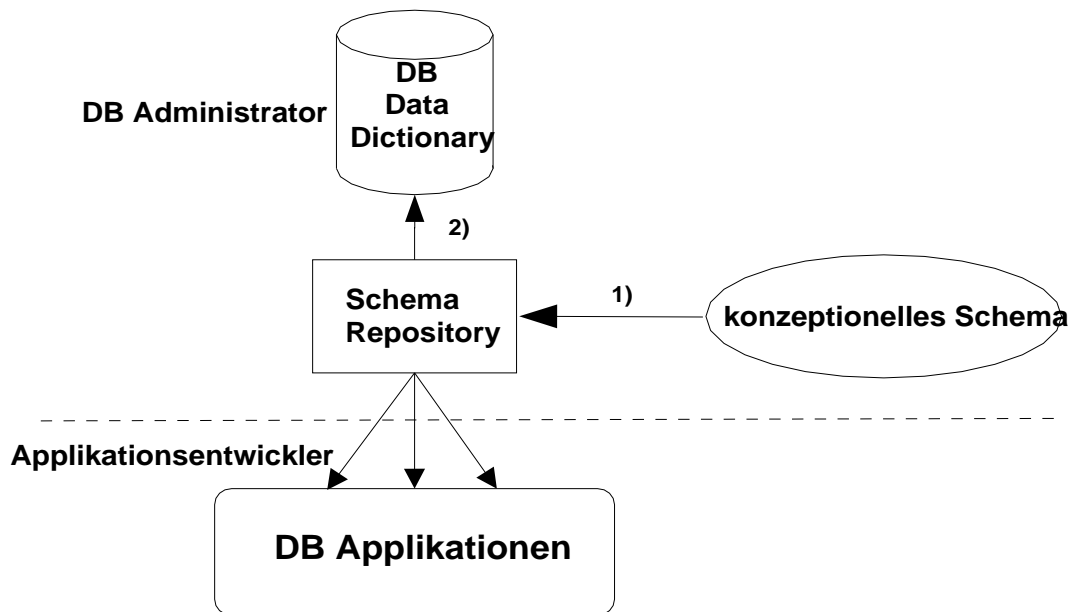 DB
Data
Dictionary
DB Administrator
2)
Schema
Repository
1)
konzeptionelles Schema
Applikationsentwickler
DB Applikationen